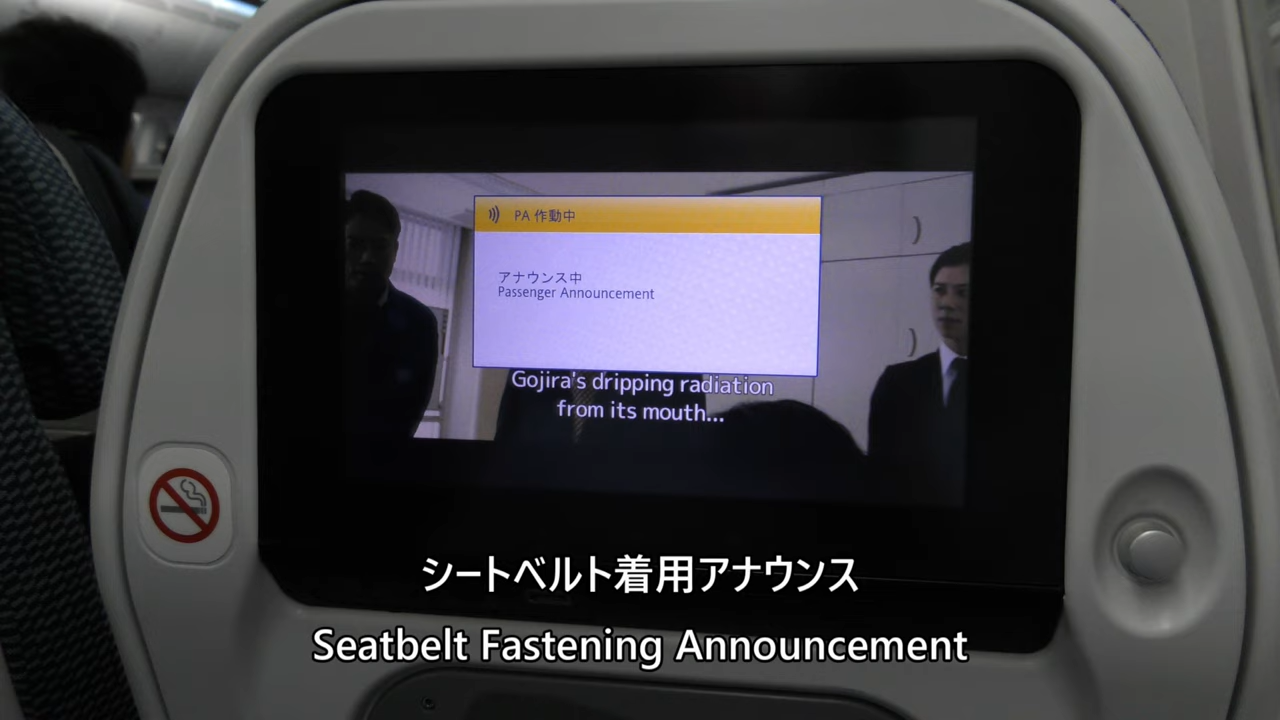 PA 作動中
アナウンス中
Passenger Announcement
Gojira's dripping radiation
from its mouth...
シートベルト着用アナウンス
Seatbelt Fastening Announcement